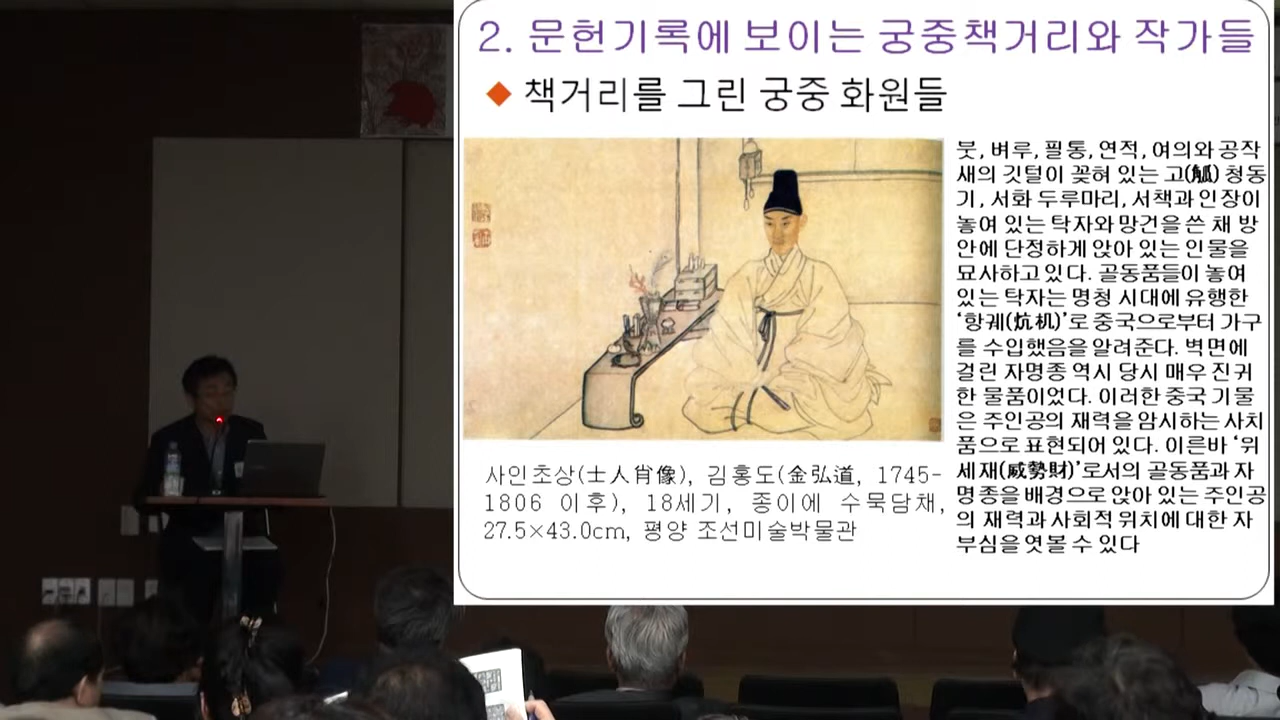 2. 문헌기록에 보이는 궁중책거리와 작가들
◆ 책거리를 그린 궁중 화원들
붓, 벼루, 필통, 연적, 여의와 공작
새의 깃털이 꽂혀 있는 고(觚) 청동
기, 서화 두루마리, 서책과 인장이
놓여 있는 탁자와 망건을 쓴 채 방
안에 단정하게 앉아 있는 인물을
묘사하고 있다. 골동품들이 놓여
있는 탁자는 명청 시대에 유행한
‘항궤(炕机)’로 중국으로부터 가구
를 수입했음을 알려준다. 벽면에
걸린 자명종 역시 당시 매우 진귀
한 물품이었다. 이러한 중국 기물
은 주인공의 재력을 암시하는 사치
품으로 표현되어 있다. 이른바 ‘위
세재(威勢財)’로서의 골동품과 자
명종을 배경으로 앉아 있는 주인공
의 재력과 사회적 위치에 대한 자
부심을 엿볼 수 있다
사인초상(士人肖像), 김홍도(金弘道, 1745-
1806 이후), 18세기, 종이에 수묵담채,
27.5×43.0cm, 평양 조선미술박물관